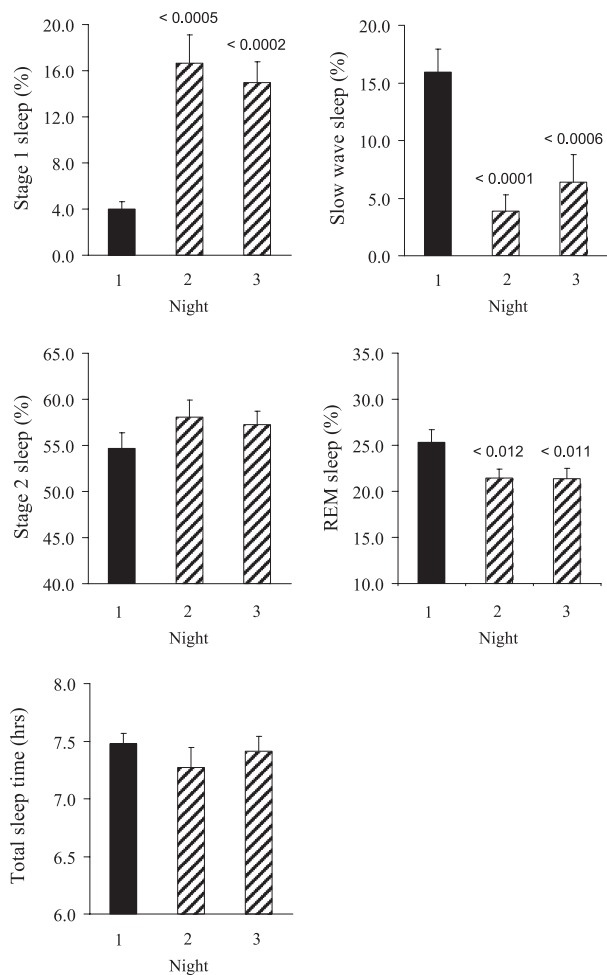 Stage 1 sleep (%)
20.0
16.0
12.0
8.0
4.0
0.0
< 0.0005
< 0.0002
1 2 3
Night
Slow wave sleep (%)
20.0
15.0
10.0
5.0
0.0
< 0.0001
< 0.0006
1 2 3
Night
Stage 2 sleep (%)
65.0
60.0
55.0
50.0
45.0
40.0
1 2 3
Night
REM sleep (%)
35.0
30.0
25.0
20.0
15.0
10.0
< 0.012 < 0.011
1 2 3
Night
Total sleep time (hrs)
8.0
7.5
7.0
6.5
6.0
1 2 3
Night